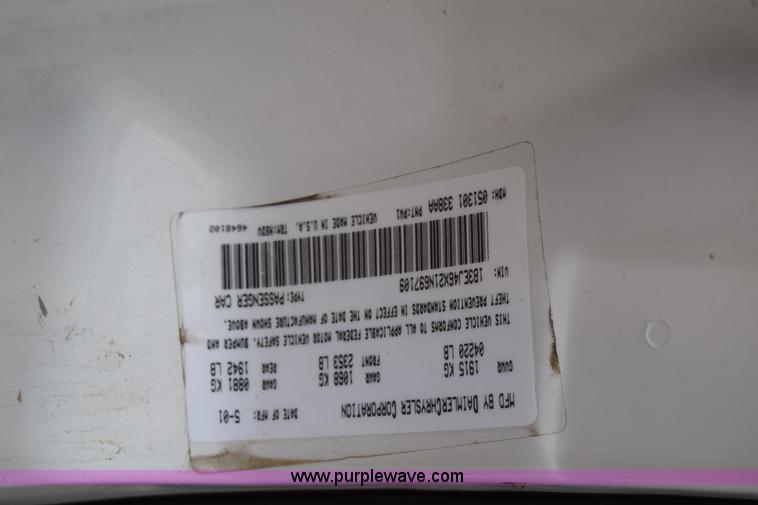 MFD BY DAIMLERCHRYSLER CORPORATION DATE OF MFR: 5-01
GVWR 1915 KG GAWR 1068 KG GAWR 0881 KG
04220 LB FRONT 2353 LB REAR 1942 LB
THIS VEHICLE CONFORMS TO ALL APPLICABLE FEDERAL MOTOR VEHICLE SAFETY, BUMPER AND
THEFT PREVENTION STANDARDS IN EFFECT ON THE DATE OF MANUFACTURE SHOWN ABOVE.
VIN: 1B3EJ46X21N697109 TYPE: PASSENGER CAR
MDH: 051301 338AA PNT: PW1 VEHICLE MADE IN U.S.A. TRM: MBDV 4648102
www.purplewave.com